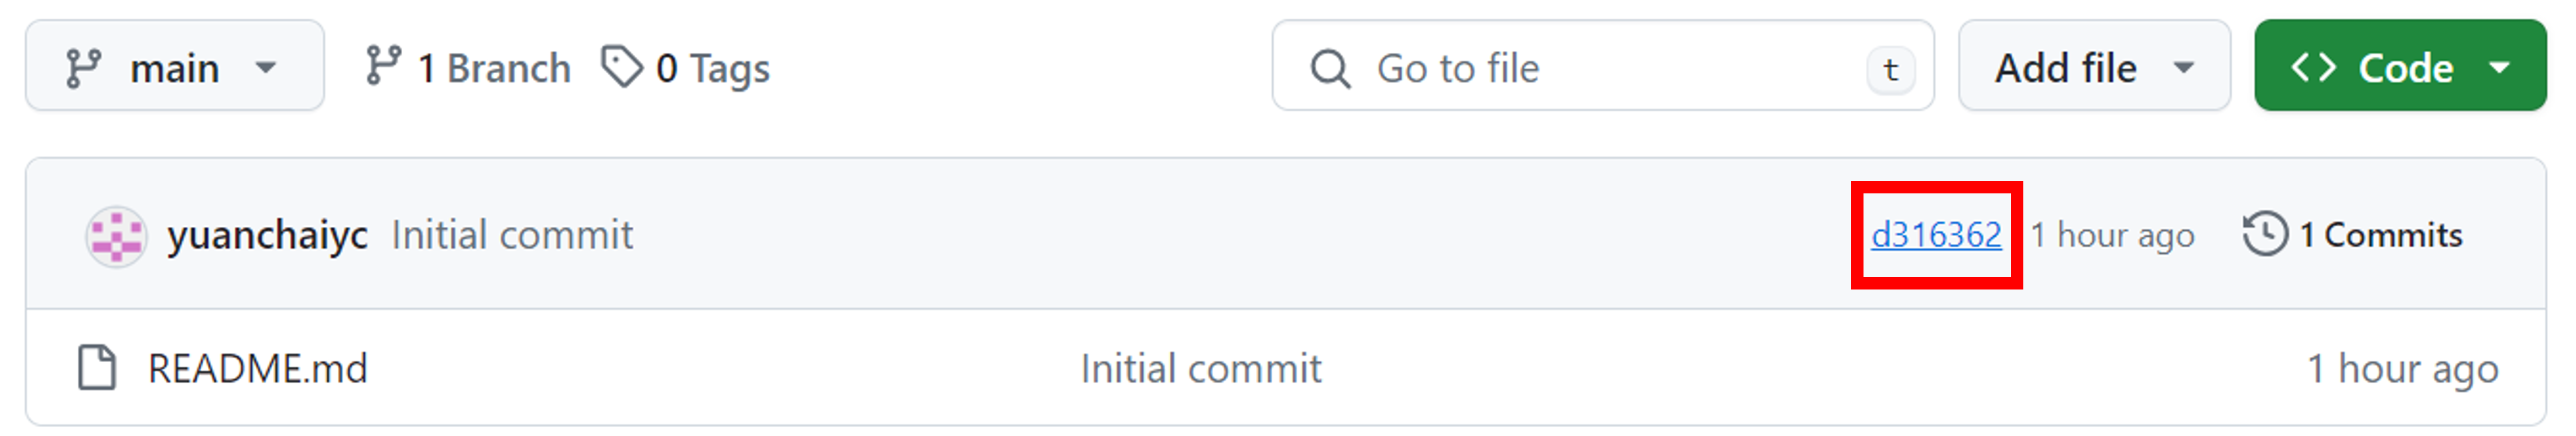 main 1 Branch 0 Tags Go to file t Add file Code
yuanchaiyc Initial commit d316362 1 hour ago 1 Commits
README.md Initial commit 1 hour ago